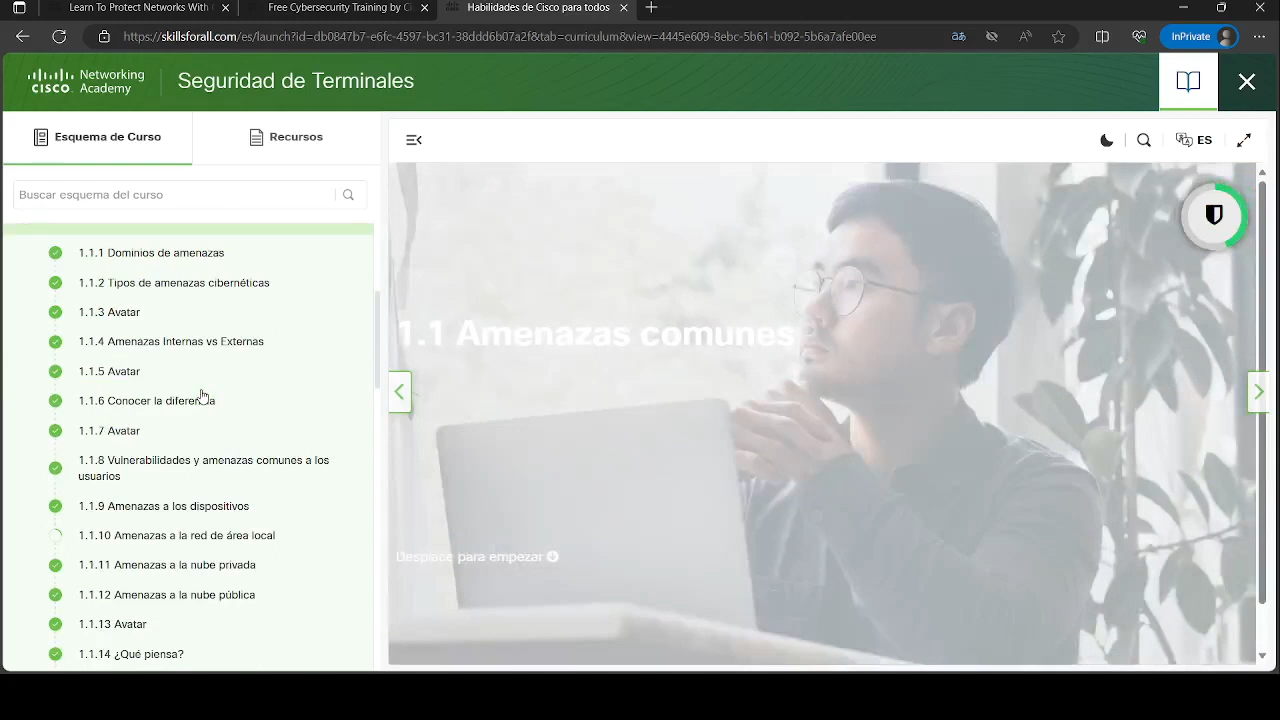 Learn To Protect Networks With
Free Cybersecurity Training by C
Habilidades de Cisco para todos
https://skillsforall.com/es/launch?id=db0847b7-e6fc-4597-bc31-38ddd6b07a2f&tab=curriculum&view=4445e609-8ebc-5b61-b092-5b6a7afe00ee
InPrivate
Networking
CISCO Academy
Seguridad de Terminales
Esquema de Curso
Recursos
ES
Buscar esquema del curso
1.1.1 Dominios de amenazas
1.1.2 Tipos de amenazas cibernéticas
1.1.3 Avatar
1.1.4 Amenazas Internas vs Externas
1.1.5 Avatar
1.1.6 Conocer la diferencia
1.1.7 Avatar
1.1.8 Vulnerabilidades y amenazas comunes a los
usuarios
1.1.9 Amenazas a los dispositivos
1.1.10 Amenazas a la red de área local
1.1.11 Amenazas a la nube privada
1.1.12 Amenazas a la nube pública
1.1.13 Avatar
1.1.14 ¿Qué piensa?
1.1 Amenazas comunes
Desplace para empezar